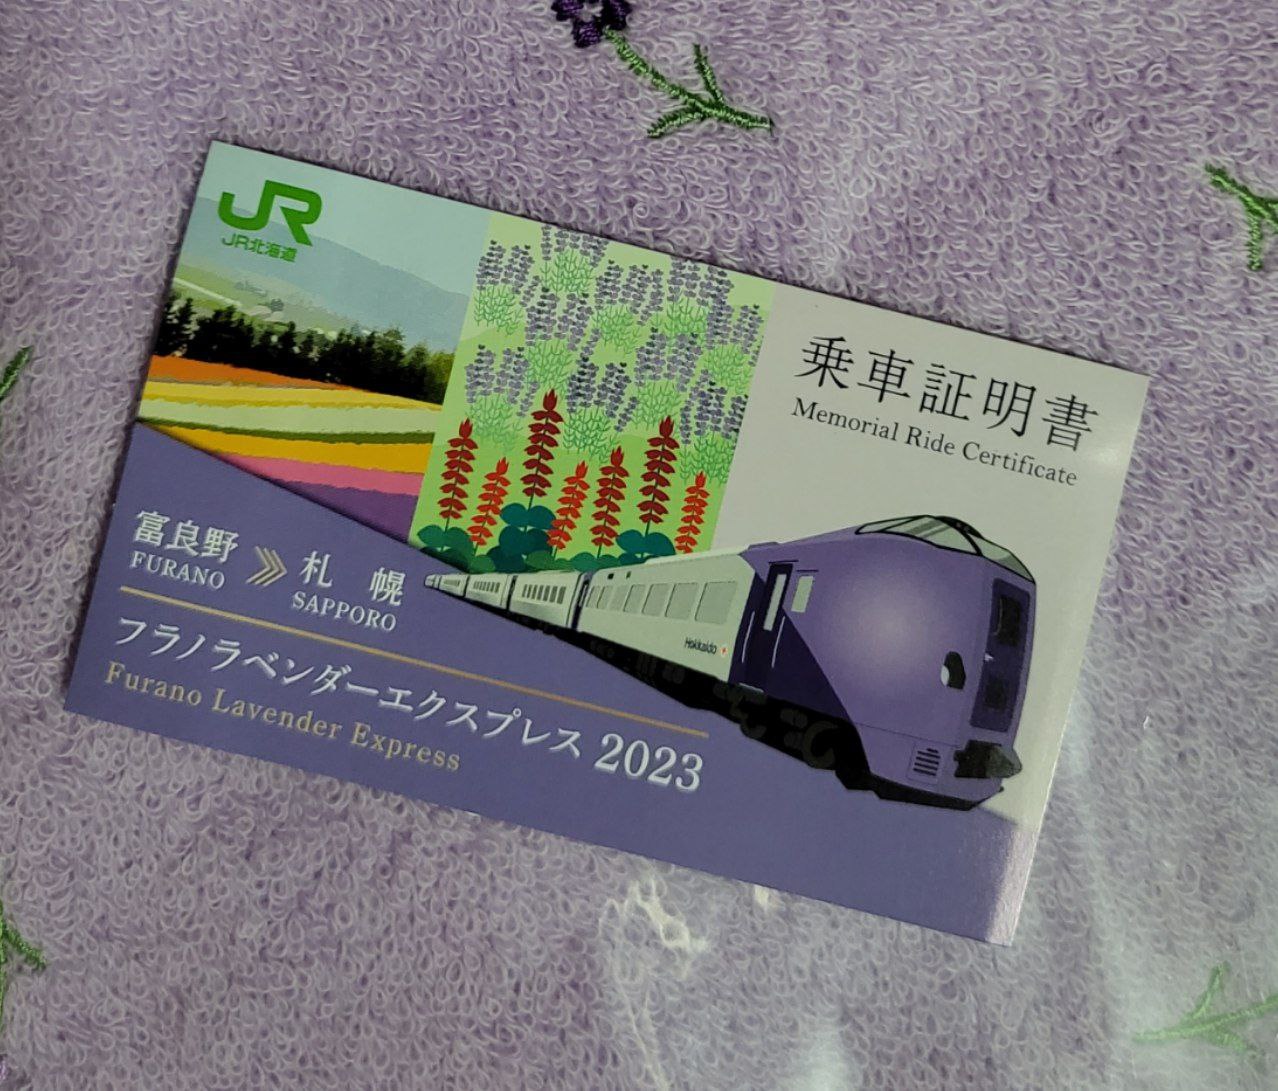 JR
JR北海道
乗車証明書
Memorial Ride Certificate
富良野 札幌
FURANO SAPPORO
Hokkaido
フラノラベンダーエクスプレス 2023
Furano Lavender Express